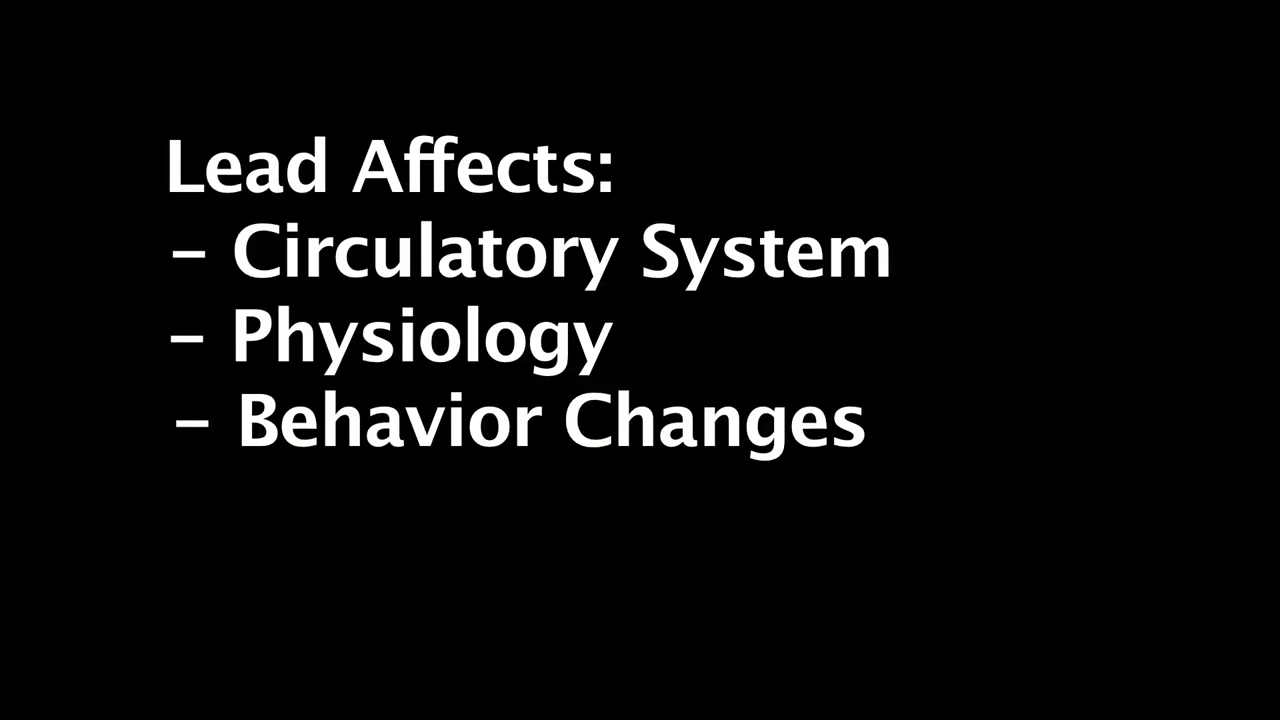 Lead Affects:
- Circulatory System
- Physiology
- Behavior Changes